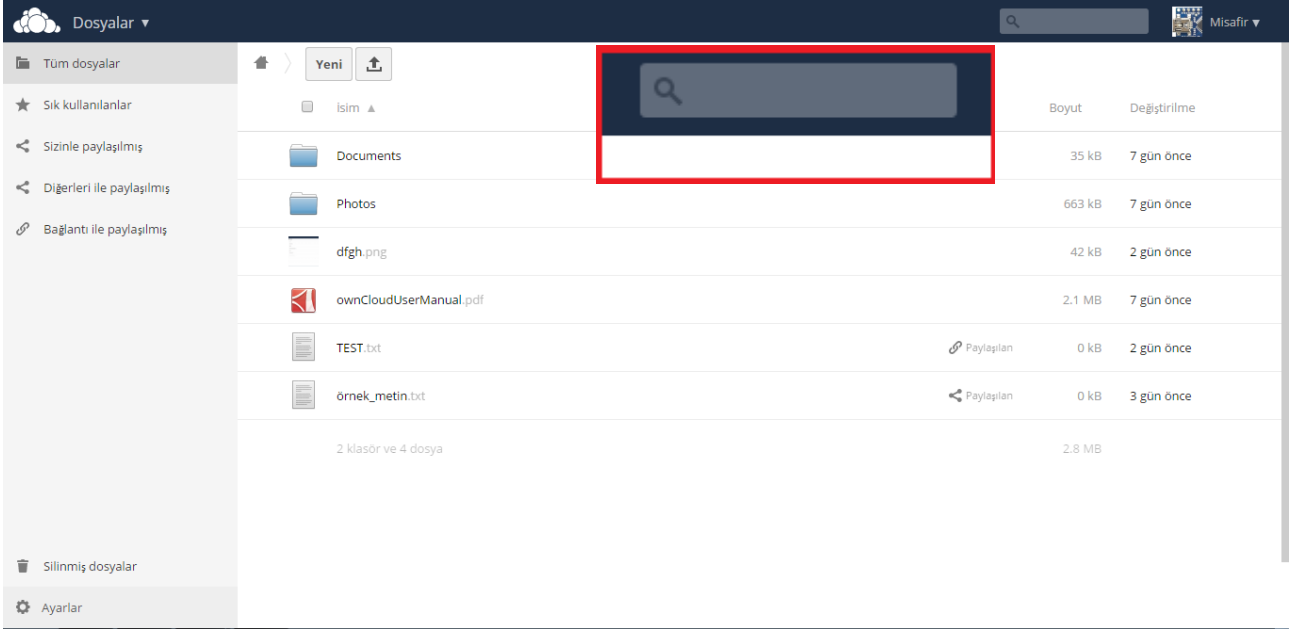 Dosyalar ▾
Misafir ▾
Tüm dosyalar
Sık kullanılanlar
Sizinle paylaşılmış
Diğerleri ile paylaşılmış
Bağlantı ile paylaşılmış
Silinmiş dosyalar
Ayarlar
Yeni
İsim ▲ Boyut Değiştirilme
Documents 35 kB 7 gün önce
Photos 663 kB 7 gün önce
dfgh.png 42 kB 2 gün önce
ownCloudUserManual.pdf 2.1 MB 7 gün önce
TEST.txt Paylaşılan 0 kB 2 gün önce
örnek_metin.txt Paylaşılan 0 kB 3 gün önce
2 klasör ve 4 dosya 2.8 MB